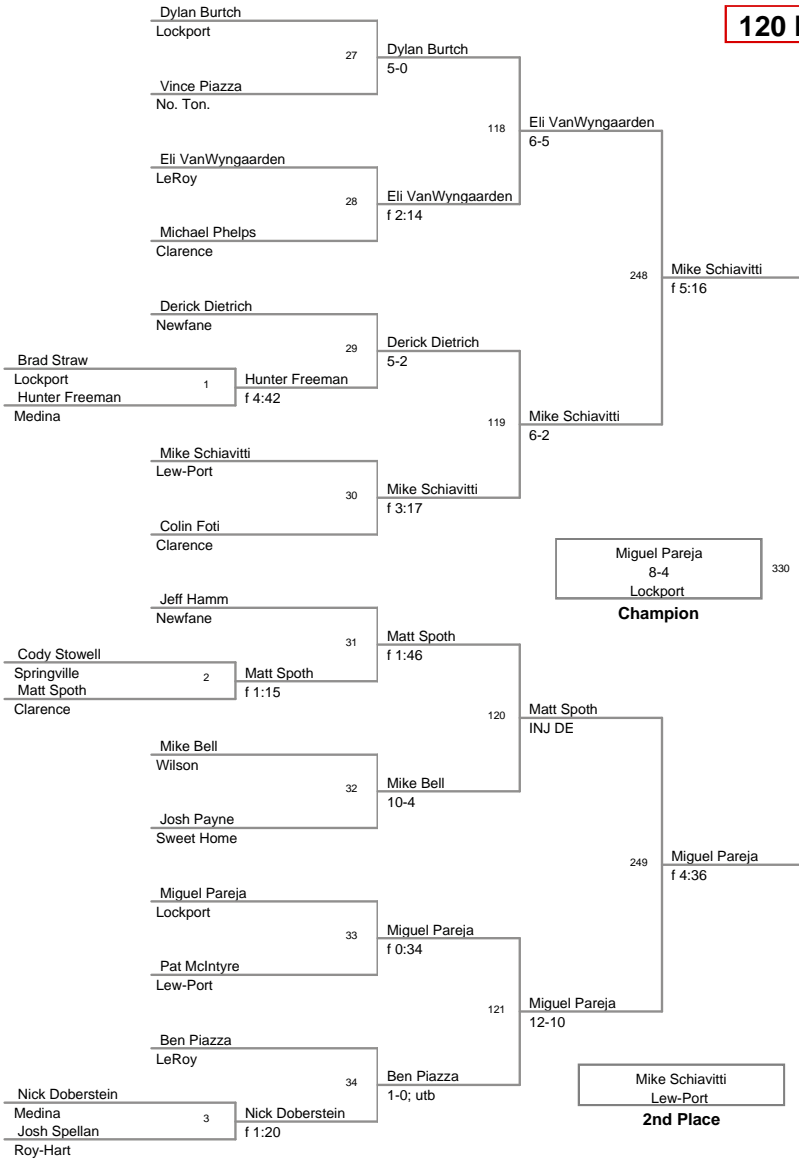 120 l
Dylan Burtch
Lockport
27
Dylan Burtch
5-0
Vince Piazza
No. Ton.
118
Eli VanWyngaarden
6-5
Eli VanWyngaarden
LeRoy
28
Eli VanWyngaarden
f 2:14
Michael Phelps
Clarence
248
Mike Schiavitti
f 5:16
Derick Dietrich
Newfane
29
Derick Dietrich
5-2
Brad Straw
Lockport
1
Hunter Freeman
f 4:42
Hunter Freeman
Medina
119
Mike Schiavitti
6-2
Mike Schiavitti
Lew-Port
30
Mike Schiavitti
f 3:17
Colin Foti
Clarence
Miguel Pareja
8-4
Lockport
330
Champion
Jeff Hamm
Newfane
31
Matt Spoth
f 1:46
Cody Stowell
Springville
2
Matt Spoth
f 1:15
Matt Spoth
Clarence
120
Matt Spoth
INJ DE
Mike Bell
Wilson
32
Mike Bell
10-4
Josh Payne
Sweet Home
249
Miguel Pareja
f 4:36
Miguel Pareja
Lockport
33
Miguel Pareja
f 0:34
Pat McIntyre
Lew-Port
121
Miguel Pareja
12-10
Ben Piazza
LeRoy
34
Ben Piazza
1-0; utb
Nick Doberstein
Medina
3
Nick Doberstein
f 1:20
Josh Spellan
Roy-Hart
Mike Schiavitti
Lew-Port
2nd Place